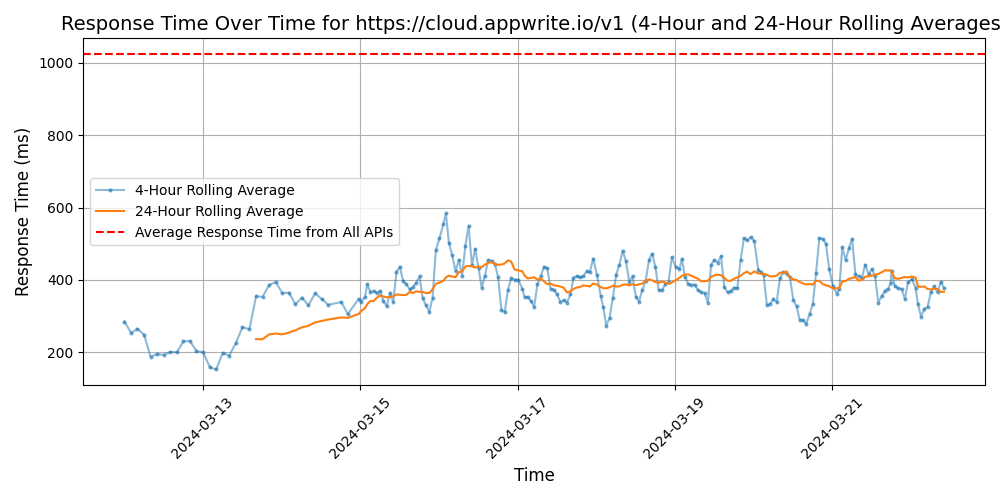 Response Time Over Time for https://cloud.appwrite.io/v1 (4-Hour and 24-Hour Rolling Averages
Response Time (ms)
1000
800
600
400
200
4-Hour Rolling Average
24-Hour Rolling Average
Average Response Time from All APIs
2024-03-13
2024-03-15
2024-03-17
2024-03-19
2024-03-21
Time